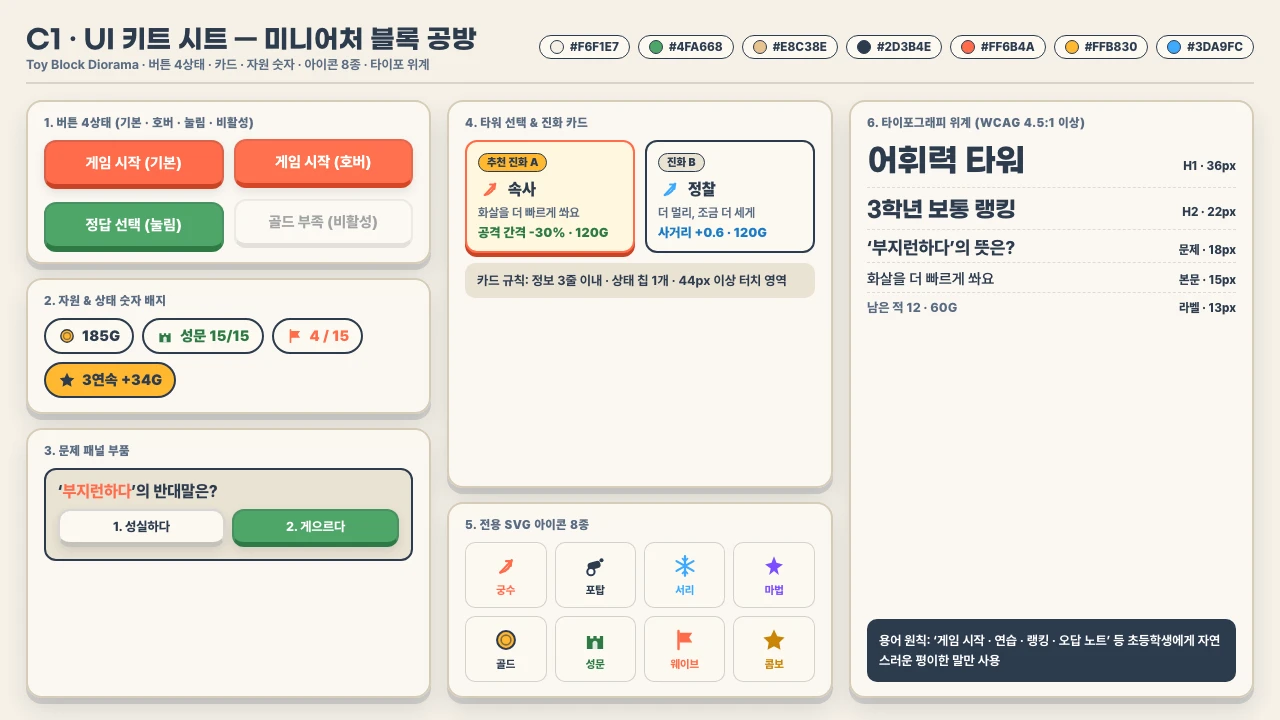 C1 · UI 키트 시트 — 미니어처 블록 공방
Toy Block Diorama · 버튼 4상태 · 카드 · 자원 숫자 · 아이콘 8종 · 타이포 위계
#F6F1E7
#4FA668
#E8C38E
#2D3B4E
#FF6B4A
#FFB830
#3DA9FC
1. 버튼 4상태 (기본 · 호버 · 눌림 · 비활성)
게임 시작 (기본)
게임 시작 (호버)
정답 선택 (눌림)
골드 부족 (비활성)
2. 자원 & 상태 숫자 배지
185G
성문 15/15
4 / 15
3연속 +34G
3. 문제 패널 부품
‘부지런하다’의 반대말은?
1. 성실하다
2. 게으르다
4. 타워 선택 & 진화 카드
추천 진화 A
속사
화살을 더 빠르게 쏴요
공격 간격 -30% · 120G
진화 B
정찰
더 멀리, 조금 더 세게
사거리 +0.6 · 120G
카드 규칙: 정보 3줄 이내 · 상태 칩 1개 · 44px 이상 터치 영역
5. 전용 SVG 아이콘 8종
궁수
포탑
서리
마법
골드
성문
웨이브
콤보
6. 타이포그래피 위계 (WCAG 4.5:1 이상)
어휘력 타워
H1 · 36px
3학년 보통 랭킹
H2 · 22px
‘부지런하다’의 뜻은?
문제 · 18px
화살을 더 빠르게 쏴요
본문 · 15px
남은 적 12 · 60G
라벨 · 13px
용어 원칙: ‘게임 시작 · 연습 · 랭킹 · 오답 노트’ 등 초등학생에게 자연
스러운 평이한 말만 사용